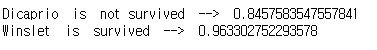 Dicaprio is not survived --> 0.8457583547557841
Winslet is survived --> 0.963302752293578